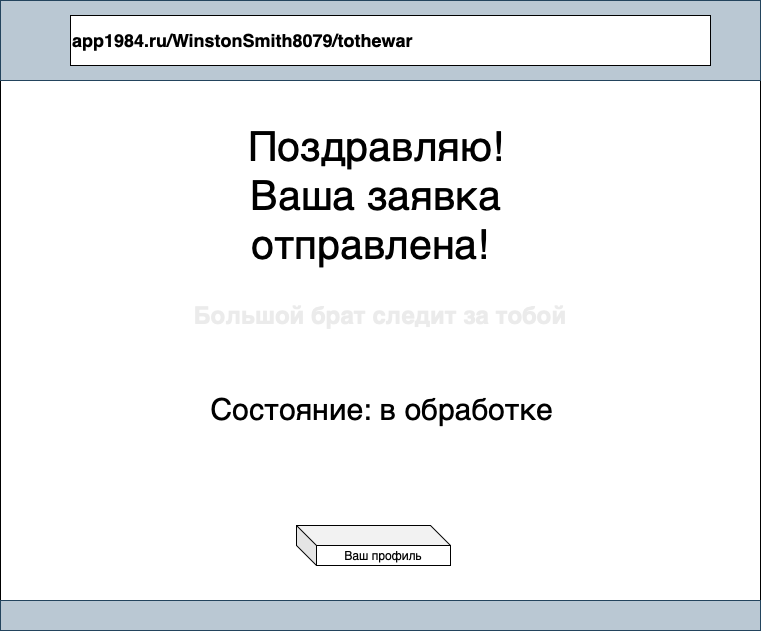 app1984.ru/WinstonSmith8079/tothewar
Поздравляю!
Ваша заявка
отправлена!
Большой брат следит за тобой
Состояние: в обработке
Ваш профиль